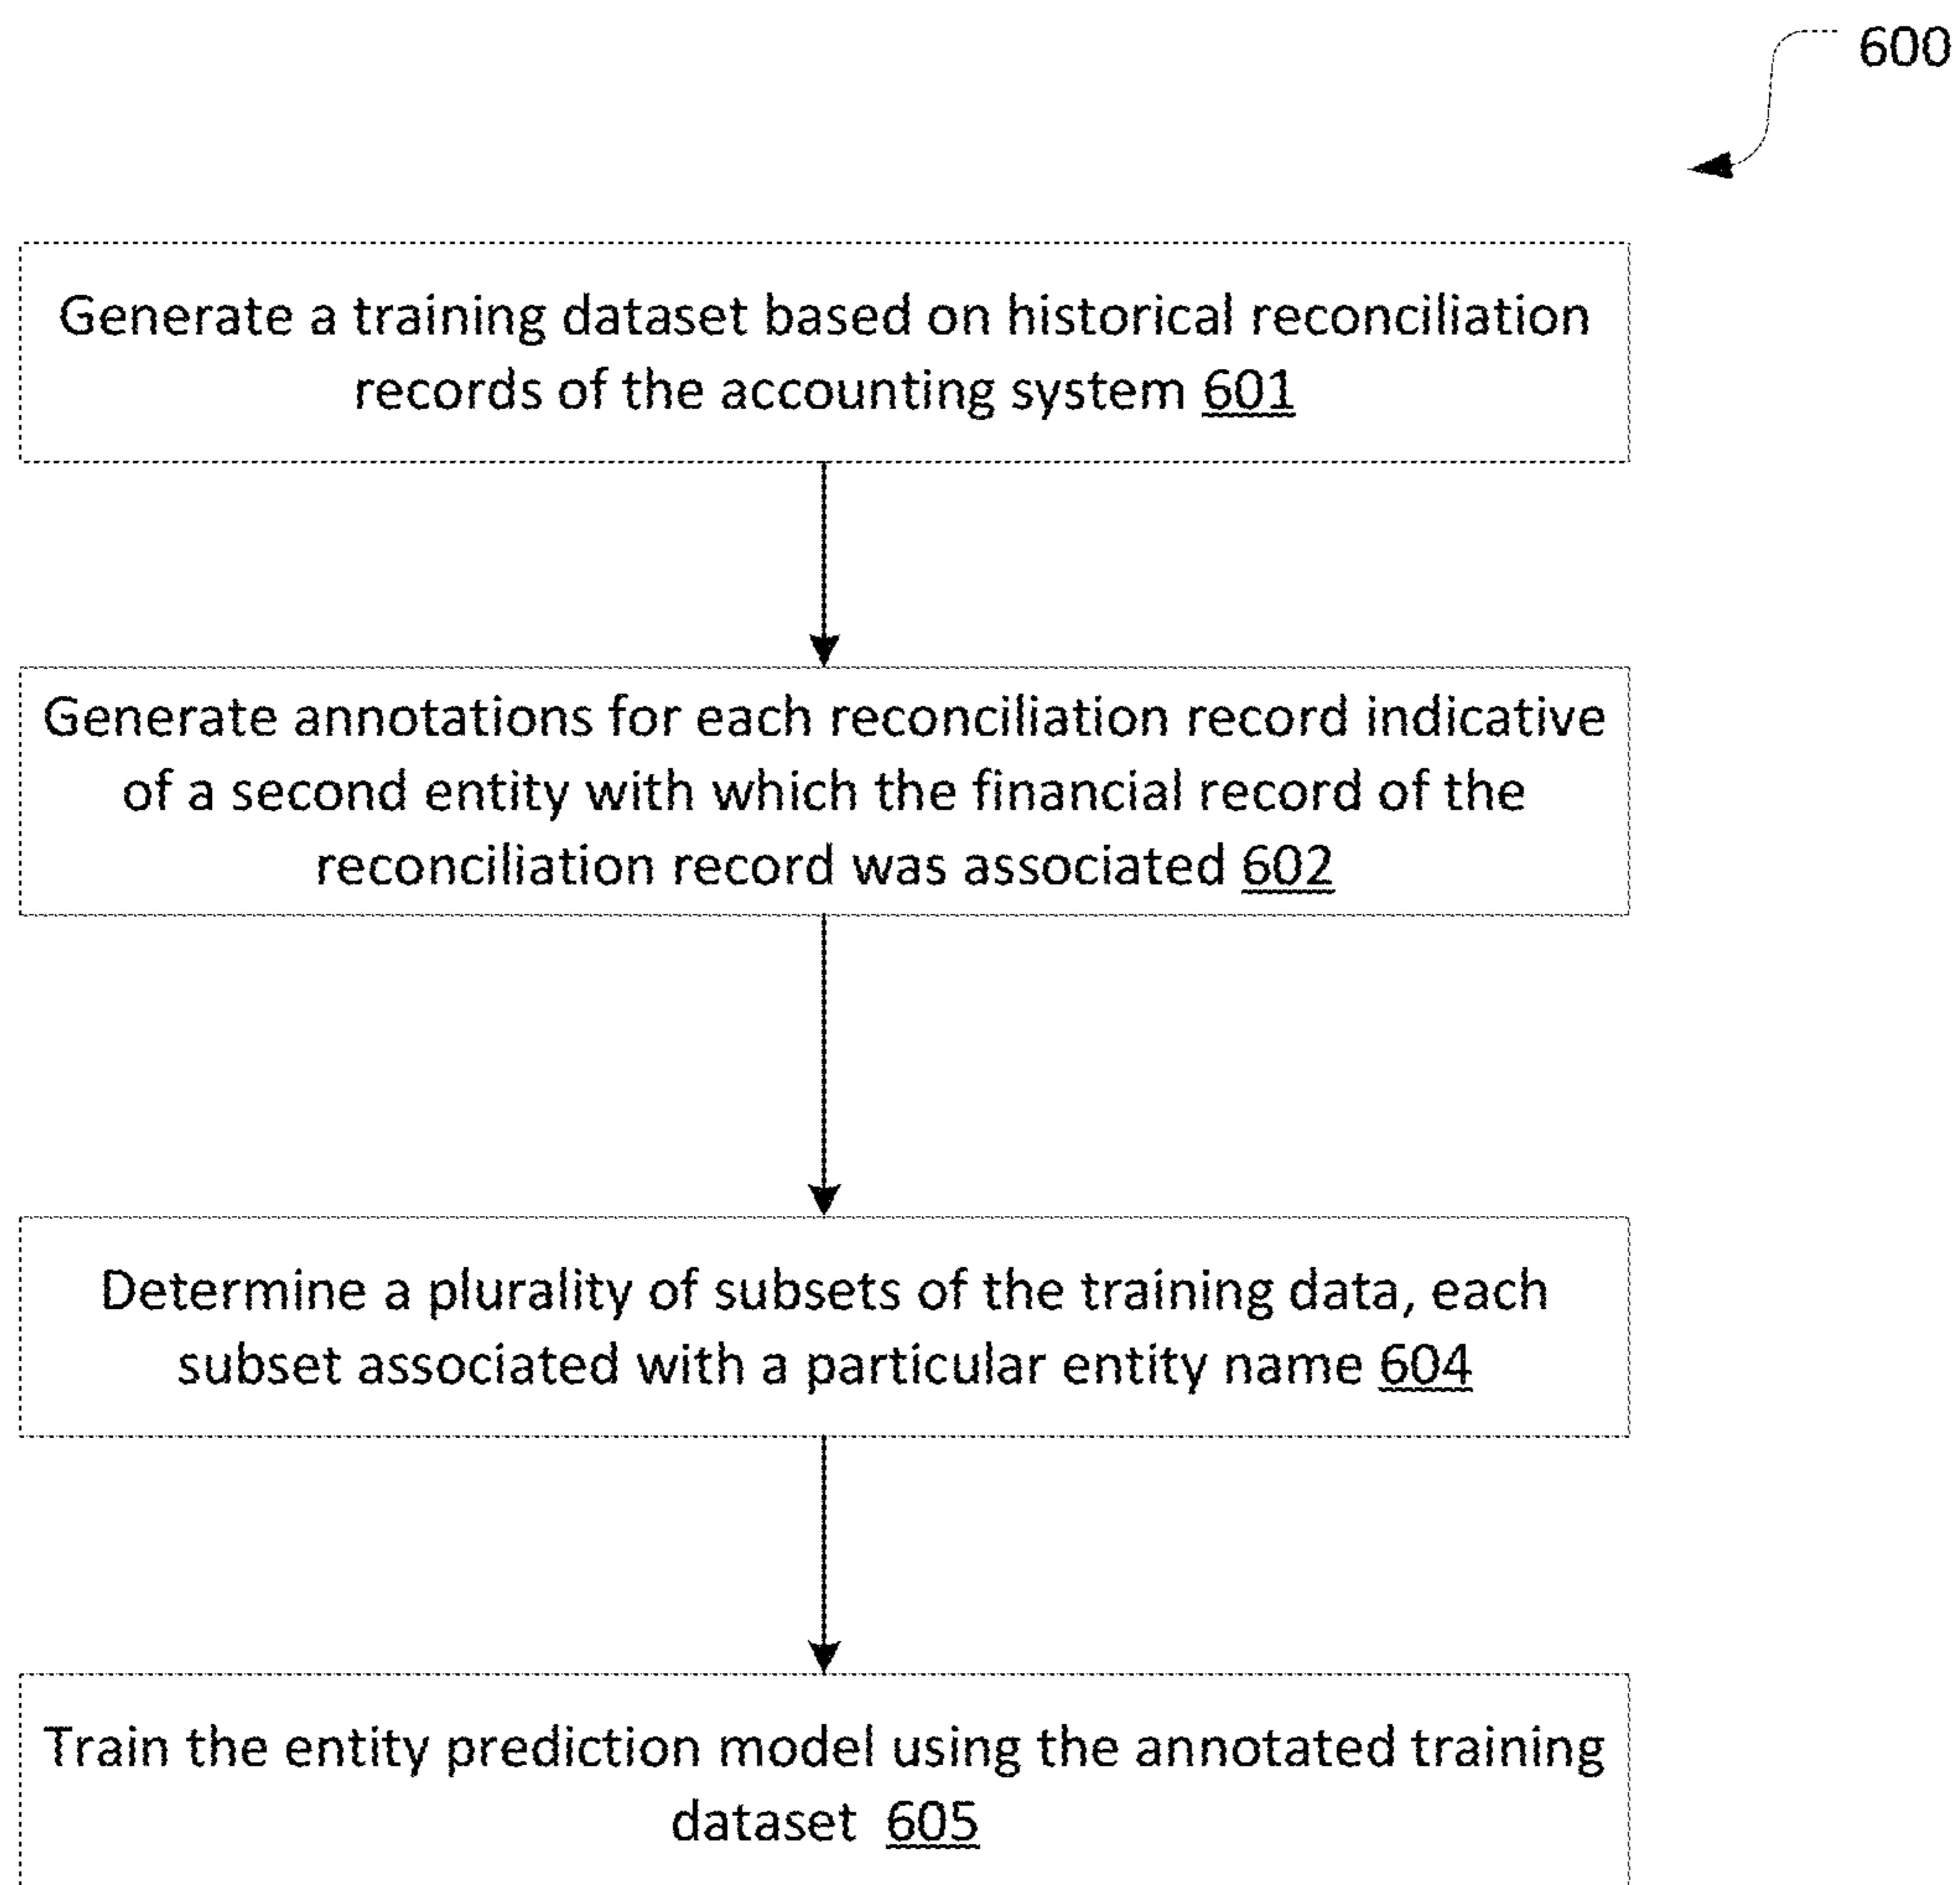 600
Generate a training dataset based on historical reconciliation
records of the accounting system 601
Generate annotations for each reconciliation record indicative
of a second entity with which the financial record of the
reconciliation record was associated 602
Determine a plurality of subsets of the training data, each
subset associated with a particular entity name 604
Train the entity prediction model using the annotated training
dataset 605